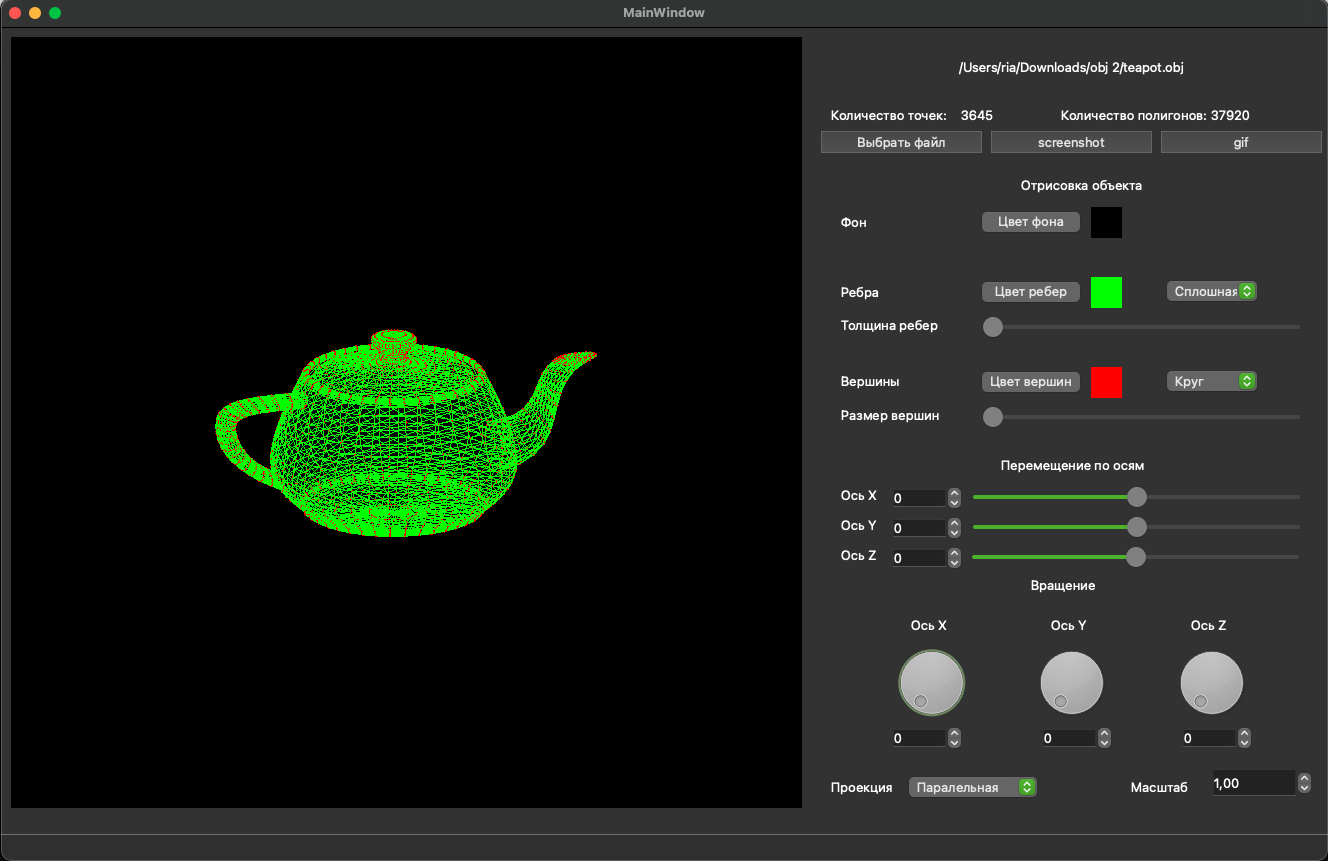 MainWindow
/Users/ria/Downloads/obj 2/teapot.obj
Количество точек: 3645 Количество полигонов: 37920
Выбрать файл screenshot gif
Отрисовка объекта
Фон Цвет фона
Ребра Цвет ребер Сплошная
Толщина ребер
Вершины Цвет вершин Круг
Размер вершин
Перемещение по осям
Ось X 0
Ось Y 0
Ось Z 0
Вращение
Ось X Ось Y Ось Z
0 0 0
Проекция Паралельная Масштаб 1,00